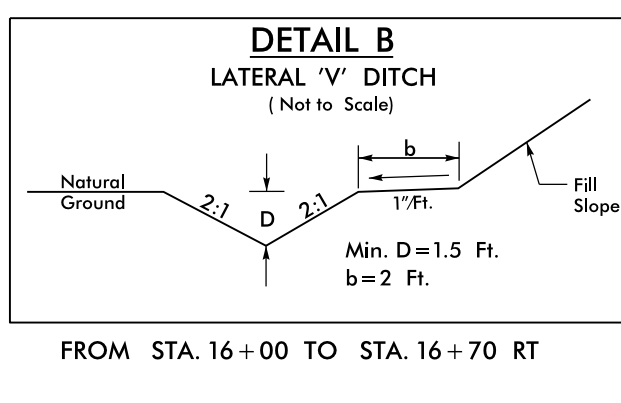 DETAIL B
LATERAL 'V' DITCH
( Not to Scale)
b
Natural
Ground
2:1
D
2:1
1"/Ft.
Fill
Slope
Min. D=1.5 Ft.
b=2 Ft.
FROM STA. 16+00 TO STA. 16+70 RT